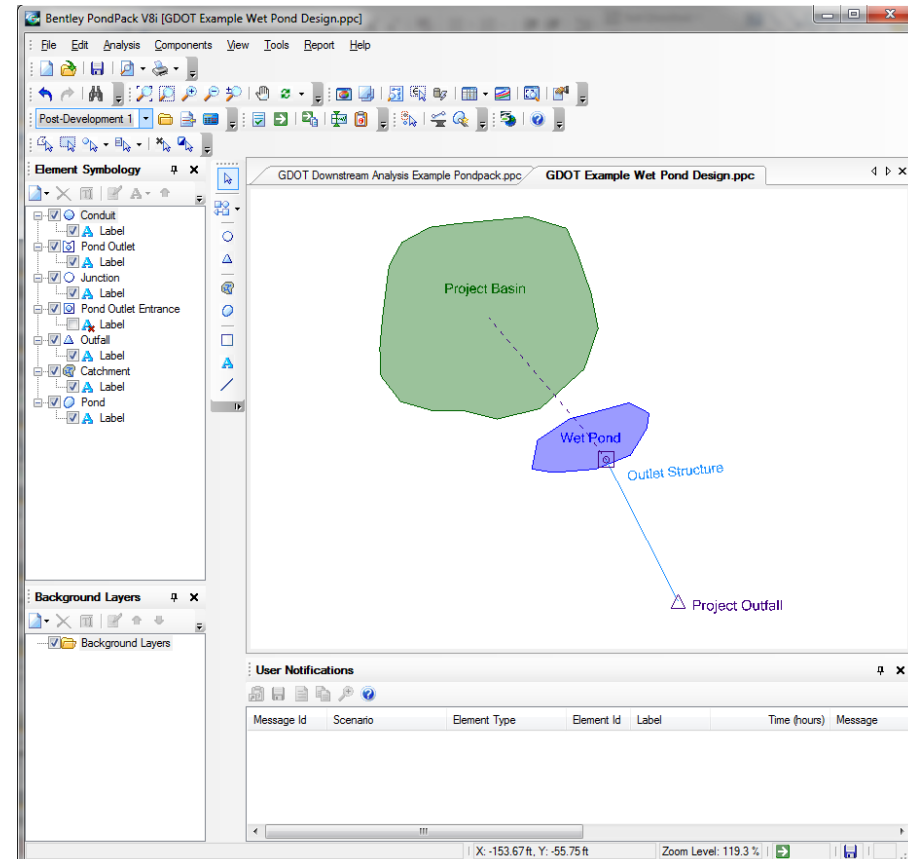 Bentley PondPack V8i [GDOT Example Wet Pond Design.ppc]
File Edit Analysis Components View Tools Report Help
Post-Development 1
Element Symbology
Conduit
Label
Pond Outlet
Label
Junction
Label
Pond Outlet Entrance
Label
Outfall
Label
Catchment
Label
Pond
Label
Background Layers
Background Layers
GDOT Downstream Analysis Example Pondpack.ppc GDOT Example Wet Pond Design.ppc
Project Basin
Wet Pond
Outlet Structure
Project Outfall
User Notifications
Message Id Scenario Element Type Element Id Label Time (hours) Message
X: -153.67 ft, Y: -55.75 ft Zoom Level: 119.3 %